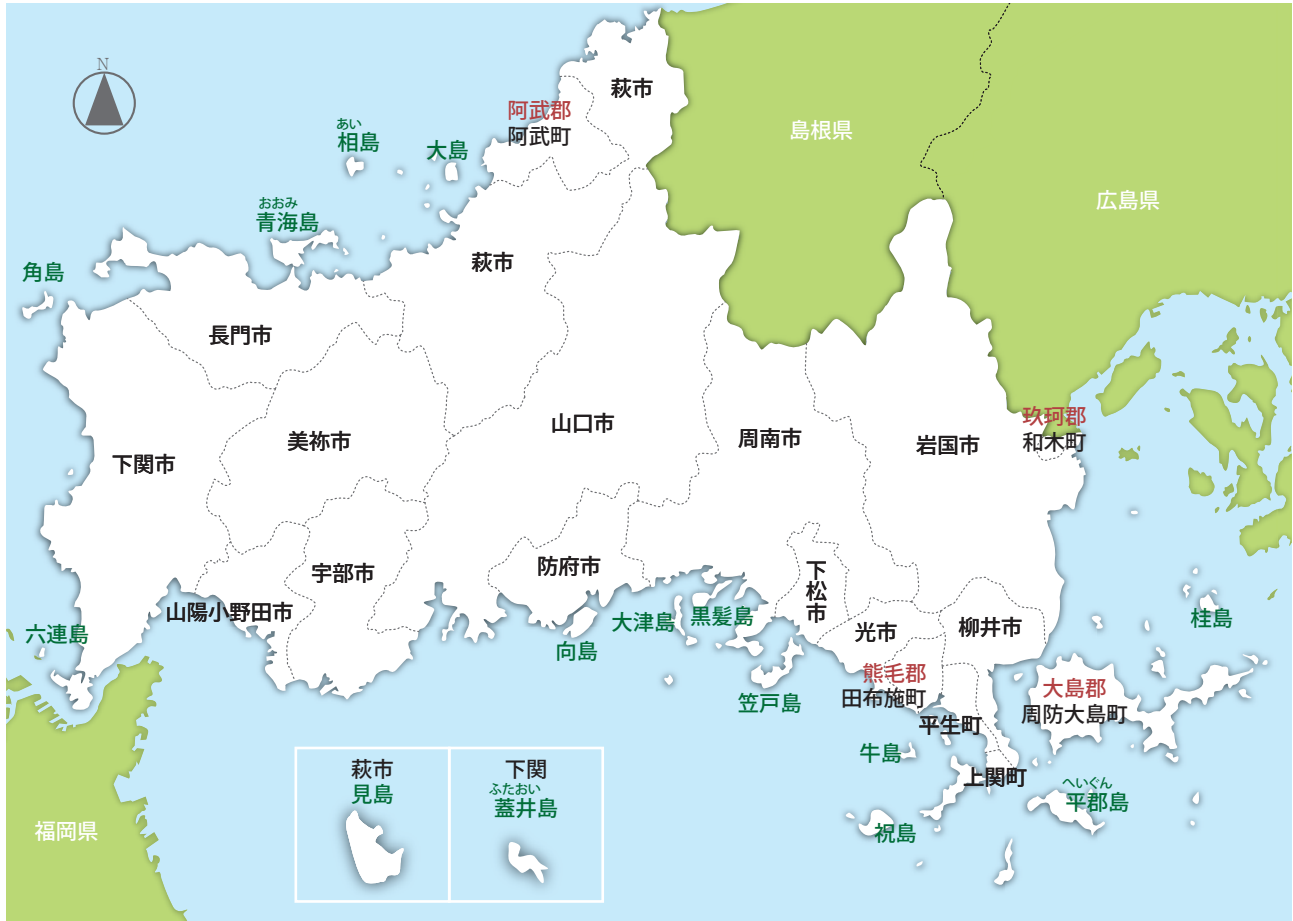 N
萩市
阿武郡
阿武町
島根県
あい
相島
大島
広島県
おおみ
青海島
萩市
角島
長門市
山口市
周南市
岩国市
玖珂郡
和木町
美祢市
下関市
防府市
宇部市
下松市
山陽小野田市
大津島
黒髪島
桂島
光市
柳井市
六連島
向島
熊毛郡
田布施町
大島郡
周防大島町
笠戸島
平生町
牛島
上関町
へいぐん
平郡島
祝島
福岡県
萩市
見島
下関
ふたおい
蓋井島